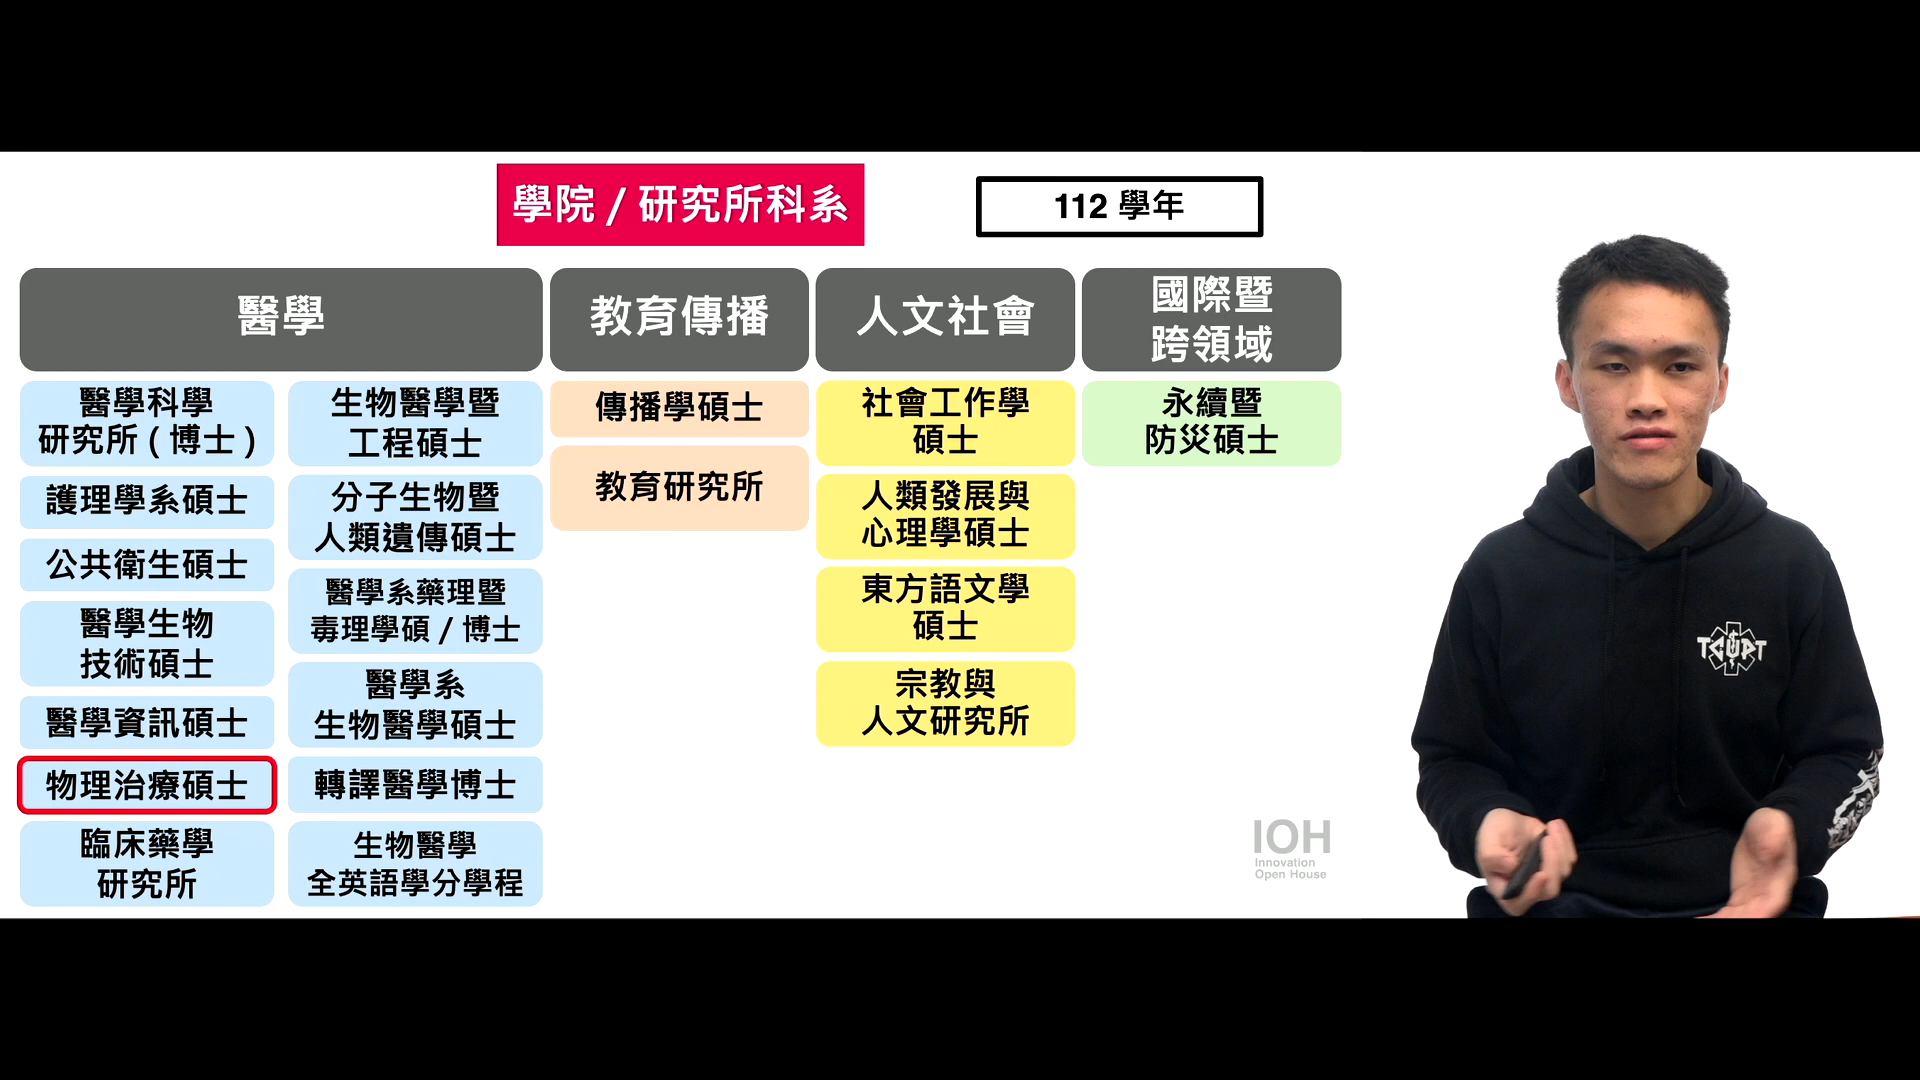 學院 / 研究所科系
112 學年
醫學
醫學科學
研究所 ( 博士 )
護理學系碩士
公共衛生碩士
醫學生物
技術碩士
醫學資訊碩士
物理治療碩士
臨床藥學
研究所
生物醫學暨
工程碩士
分子生物暨
人類遺傳碩士
醫學系藥理暨
毒理學碩 / 博士
醫學系
生物醫學碩士
轉譯醫學博士
生物醫學
全英語學分學程
教育傳播
傳播學碩士
教育研究所
人文社會
社會工作學
碩士
人類發展與
心理學碩士
東方語文學
碩士
宗教與
人文研究所
國際暨
跨領域
永續暨
防災碩士
IOH
Innovation
Open House
TCUPT